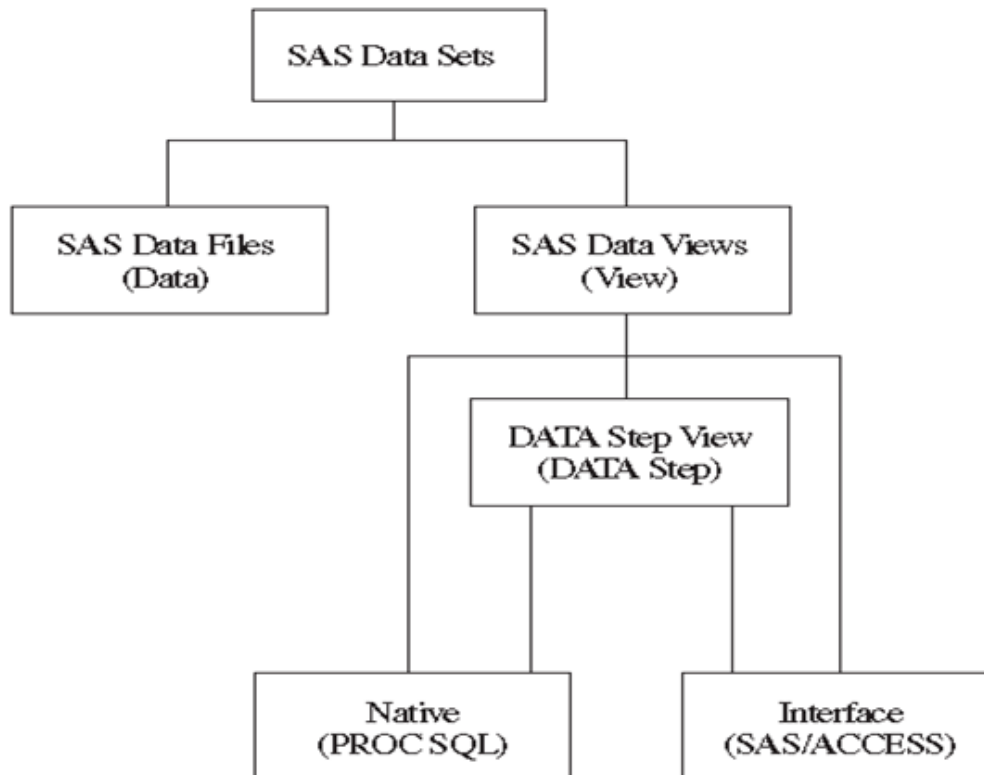 SAS Data Sets
SAS Data Files
(Data)
SAS Data Views
(View)
DATA Step View
(DATA Step)
Native
(PROC SQL)
Interface
(SAS/ACCESS)